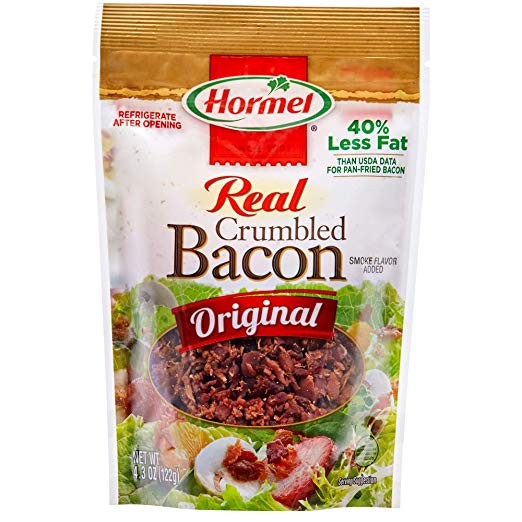 Hormel
®
REFRIGERATE
AFTER OPENING
40%
Less Fat
THAN USDA DATA
FOR PAN-FRIED BACON
Real
Crumbled
Bacon
SMOKE FLAVOR
ADDED
Original
NET WT
4.3 OZ (122g)
Serving Suggestion